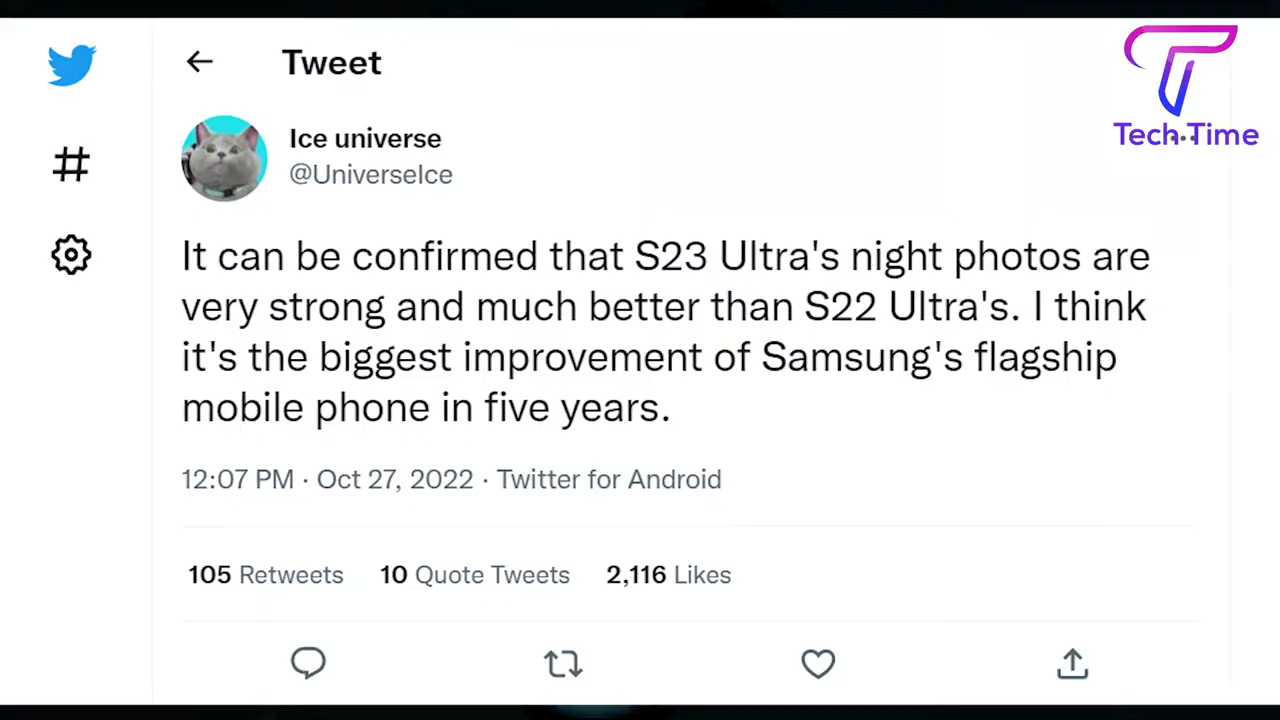 Tweet
Tech Time
Ice universe
@UniverseIce
It can be confirmed that S23 Ultra's night photos are
very strong and much better than S22 Ultra's. I think
it's the biggest improvement of Samsung's flagship
mobile phone in five years.
12:07 PM · Oct 27, 2022 · Twitter for Android
105 Retweets 10 Quote Tweets 2,116 Likes